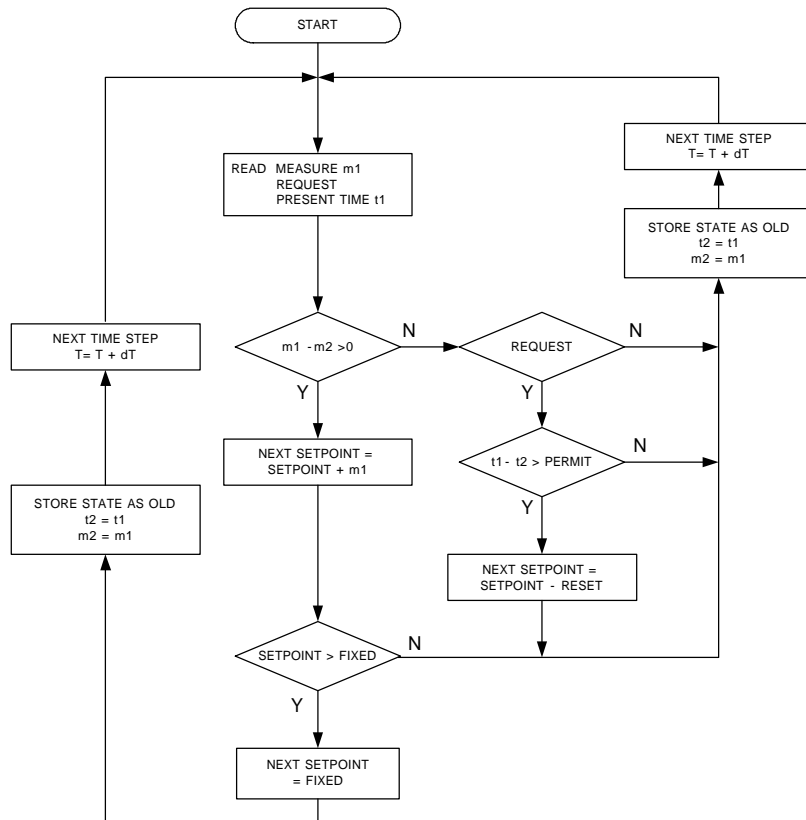 START
NEXT TIME STEP
T= T + dT
READ MEASURE m1
REQUEST
PRESENT TIME t1
STORE STATE AS OLD
t2 = t1
m2 = m1
NEXT TIME STEP
T= T + dT
m1 - m2 >0
N
REQUEST
N
Y
Y
NEXT SETPOINT =
SETPOINT + m1
t1 - t2 > PERMIT
N
Y
STORE STATE AS OLD
t2 = t1
m2 = m1
NEXT SETPOINT =
SETPOINT - RESET
SETPOINT > FIXED
N
Y
NEXT SETPOINT
= FIXED